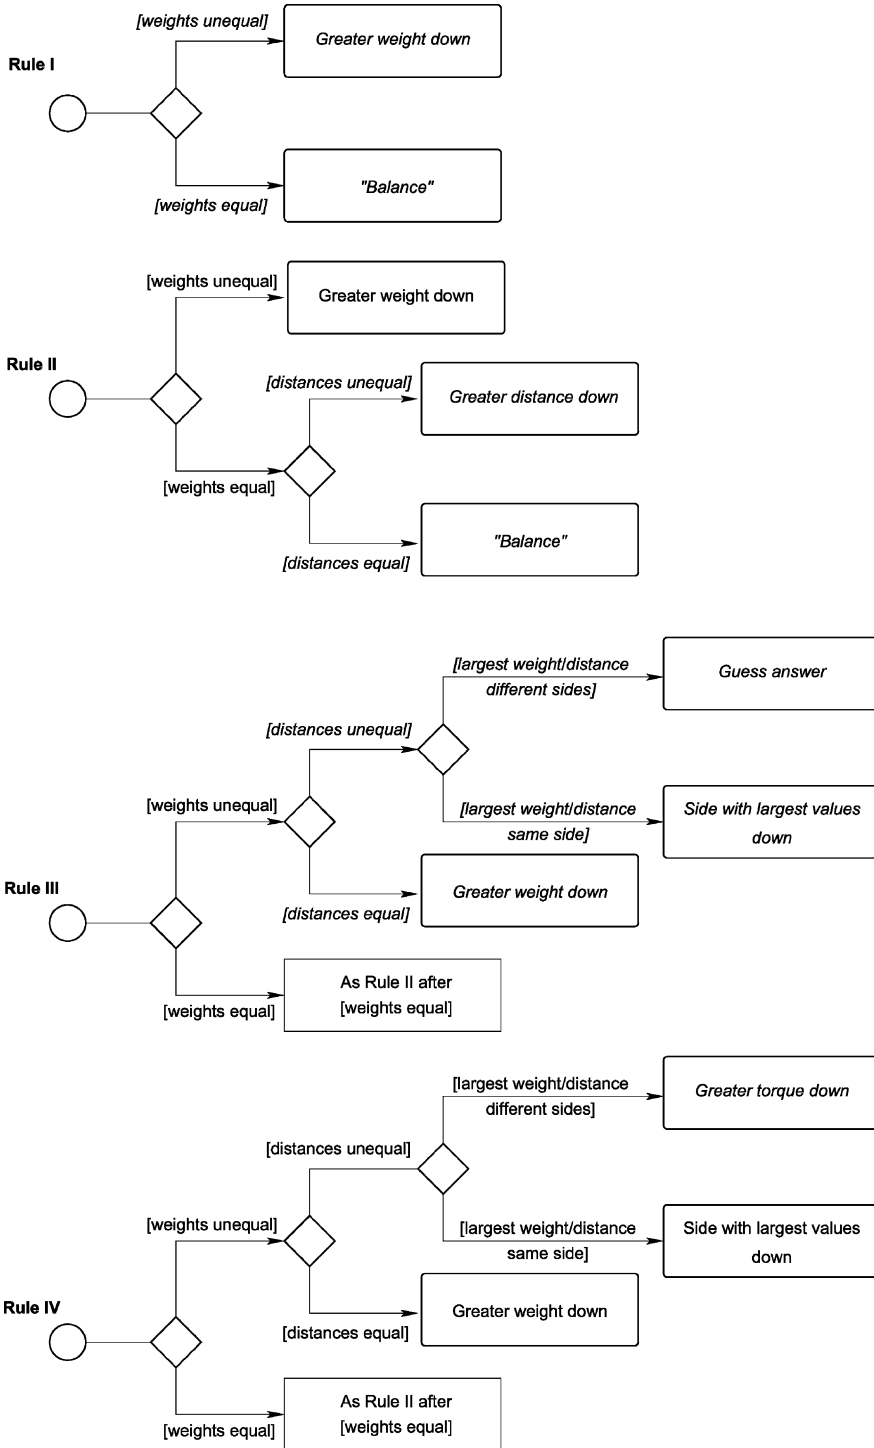 [weights unequal]
Greater weight down
Rule I
"Balance"
[weights equal]
[weights unequal]
Greater weight down
Rule II
[distances unequal]
Greater distance down
[weights equal]
"Balance"
[distances equal]
[largest weight/distance
different sides]
Guess answer
[distances unequal]
[weights unequal]
[largest weight/distance
same side]
Side with largest values
down
Rule III
[distances equal]
Greater weight down
[weights equal]
As Rule II after
[weights equal]
[largest weight/distance
different sides]
Greater torque down
[distances unequal]
[weights unequal]
[largest weight/distance
same side]
Side with largest values
down
Rule IV
[distances equal]
Greater weight down
[weights equal]
As Rule II after
[weights equal]